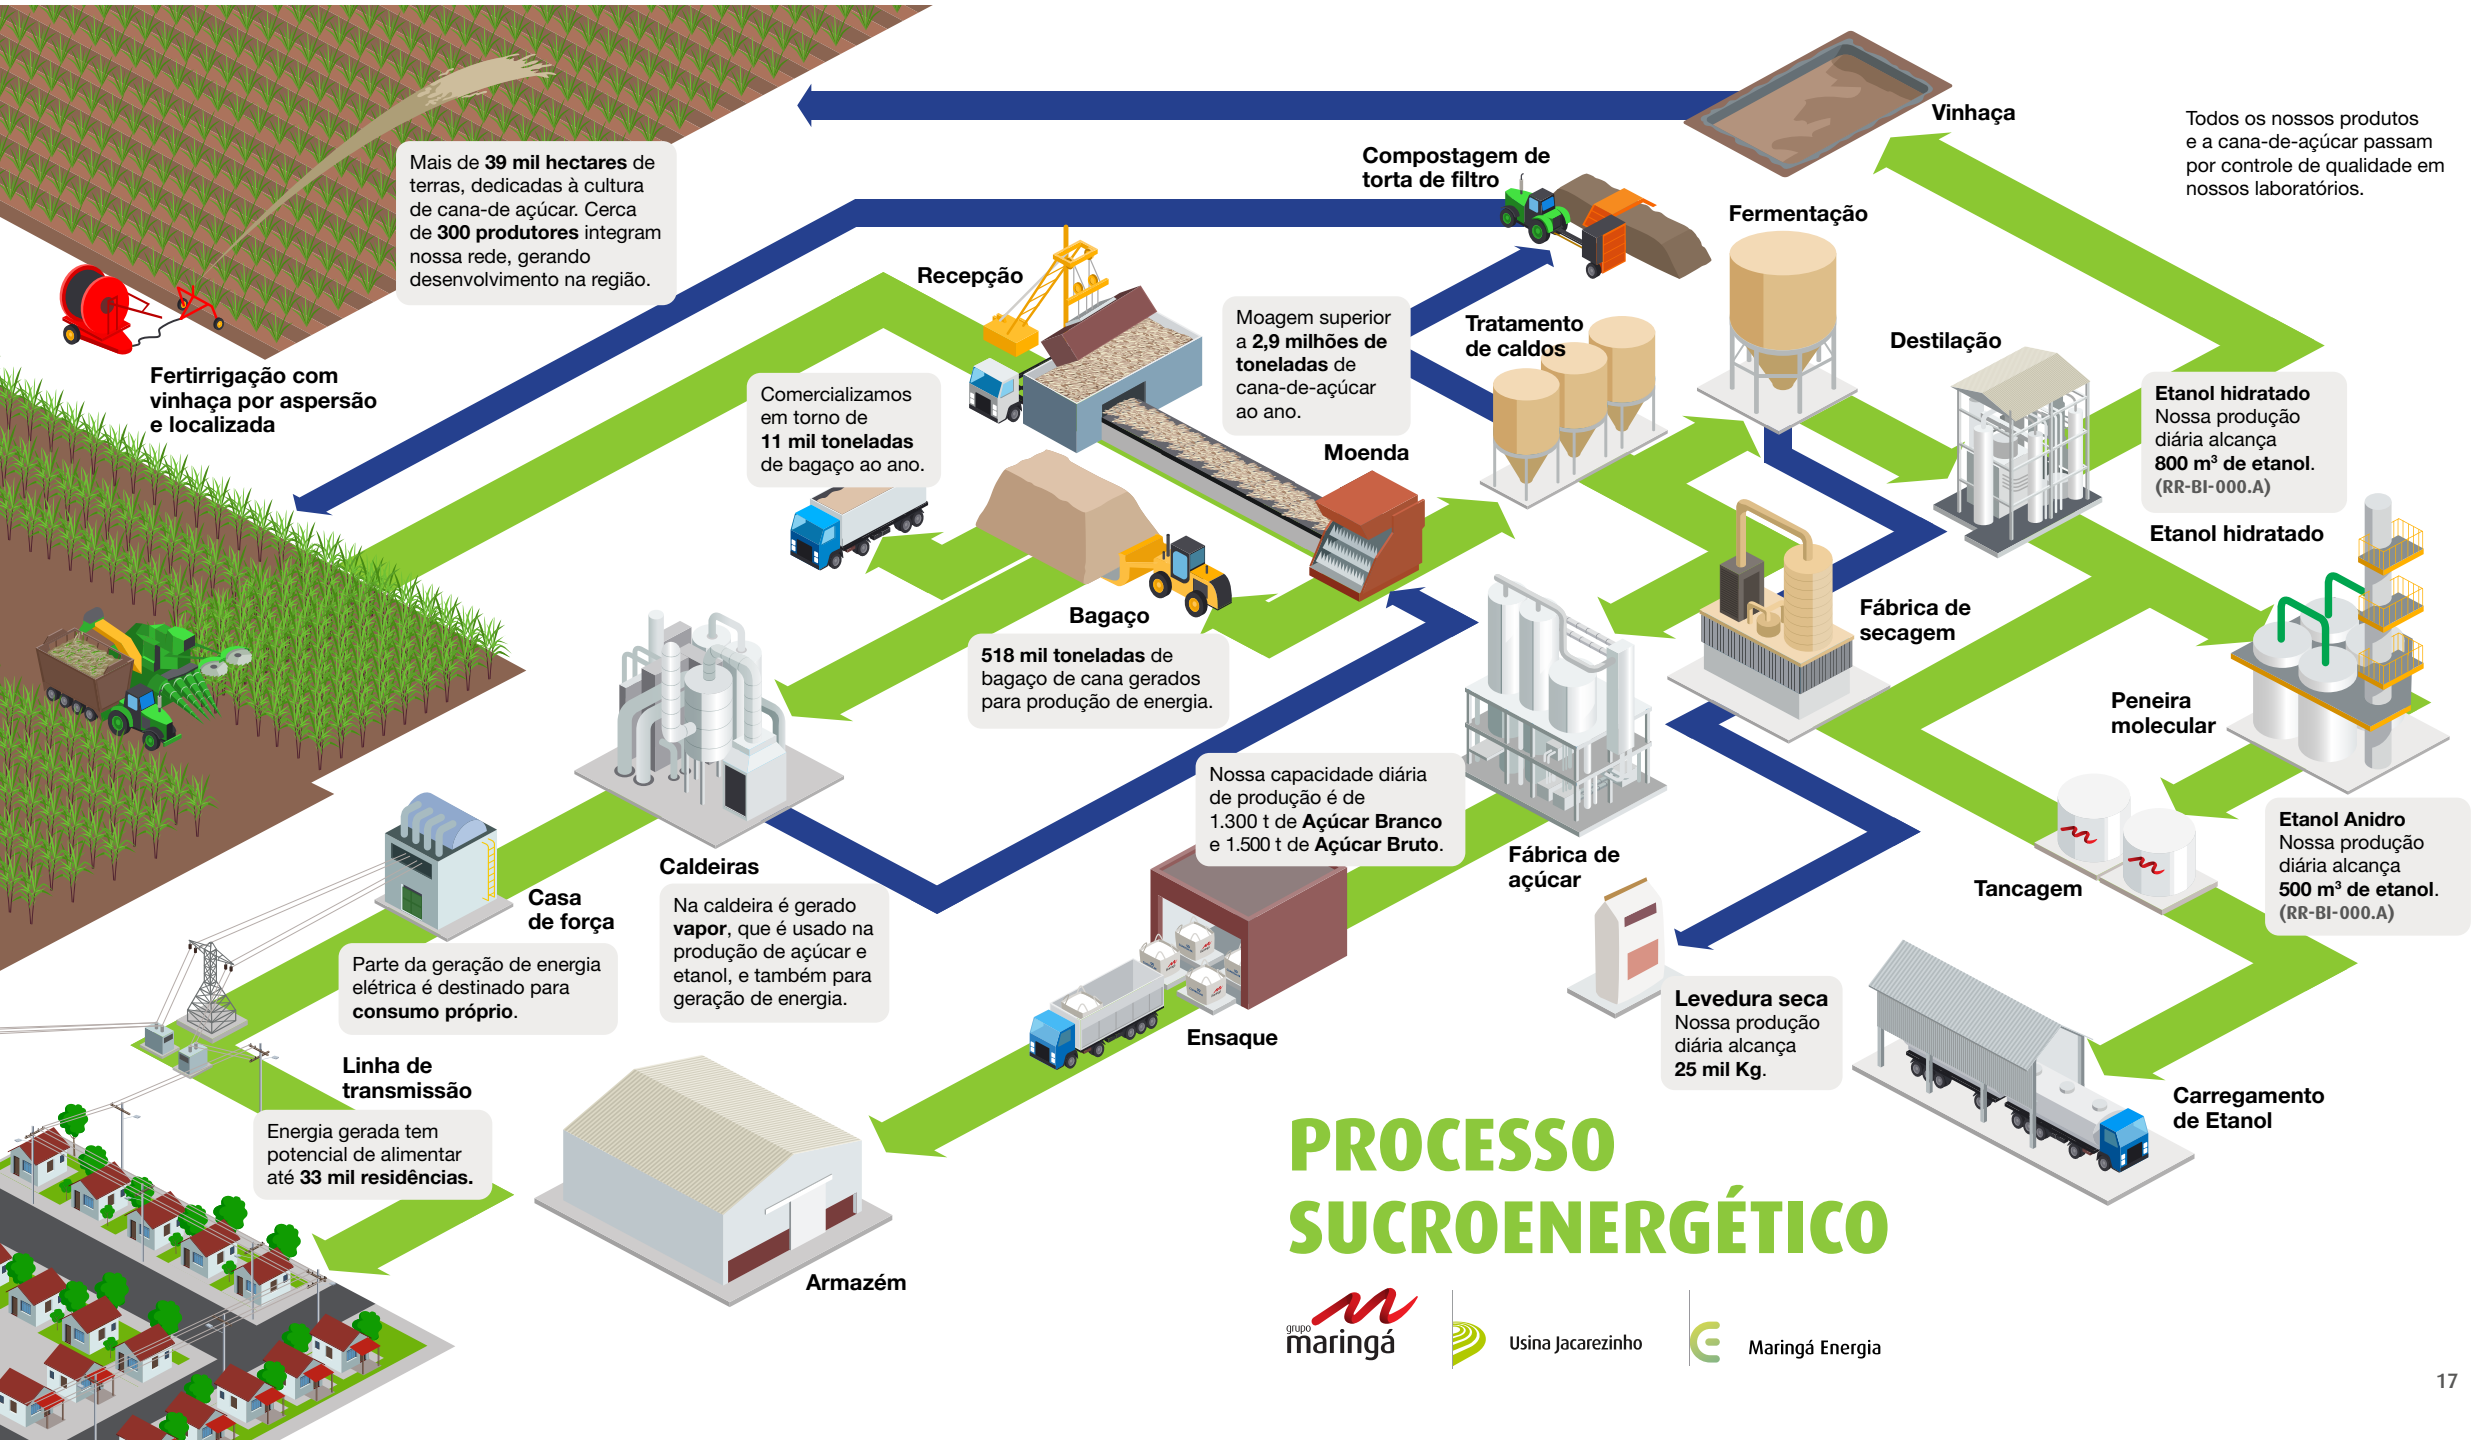 Mais de 39 mil hectares de
terras, dedicadas à cultura
de cana-de açúcar. Cerca
de 300 produtores integram
nossa rede, gerando
desenvolvimento na região.
Fertirrigação com
vinhaça por aspersão
e localizada
Vinhaça
Todos os nossos produtos
e a cana-de-açúcar passam
por controle de qualidade em
nossos laboratórios.
Compostagem de
torta de filtro
Fermentação
Recepção
Moagem superior
a 2,9 milhões de
toneladas de
cana-de-açúcar
ao ano.
Tratamento
de caldos
Destilação
Comercializamos
em torno de
11 mil toneladas
de bagaço ao ano.
Moenda
Etanol hidratado
Nossa produção
diária alcança
800 m³ de etanol.
(RR-BI-000.A)
Etanol hidratado
Bagaço
518 mil toneladas de
bagaço de cana gerados
para produção de energia.
Fábrica de
secagem
Peneira
molecular
Nossa capacidade diária
de produção é de
1.300 t de Açúcar Branco
e 1.500 t de Açúcar Bruto.
Fábrica de
açúcar
Etanol Anidro
Nossa produção
diária alcança
500 m³ de etanol.
(RR-BI-000.A)
Tancagem
Caldeiras
Na caldeira é gerado
vapor, que é usado na
produção de açúcar e
etanol, e também para
geração de energia.
Casa
de força
Parte da geração de energia
elétrica é destinado para
consumo próprio.
Linha de
transmissão
Energia gerada tem
potencial de alimentar
até 33 mil residências.
Ensaque
Levedura seca
Nossa produção
diária alcança
25 mil Kg.
Carregamento
de Etanol
Armazém
PROCESSO
SUCROENERGÉTICO
grupo
maringá
Usina Jacarezinho
Maringá Energia
17